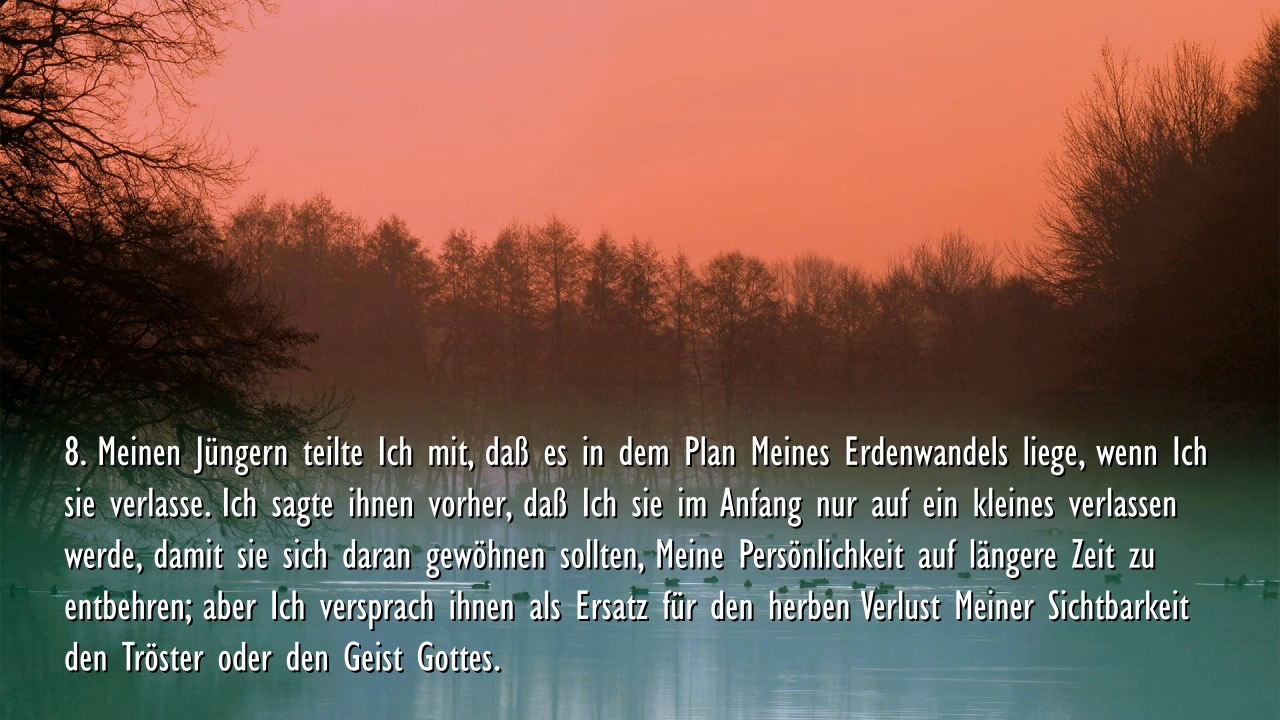 8. Meinen Jüngern teilte Ich mit, daß es in dem Plan Meines Erdenwandels liege, wenn Ich
sie verlasse. Ich sagte ihnen vorher, daß Ich sie im Anfang nur auf ein kleines verlassen
werde, damit sie sich daran gewöhnen sollten, Meine Persönlichkeit auf längere Zeit zu
entbehren; aber Ich versprach ihnen als Ersatz für den herben Verlust Meiner Sichtbarkeit
den Tröster oder den Geist Gottes.